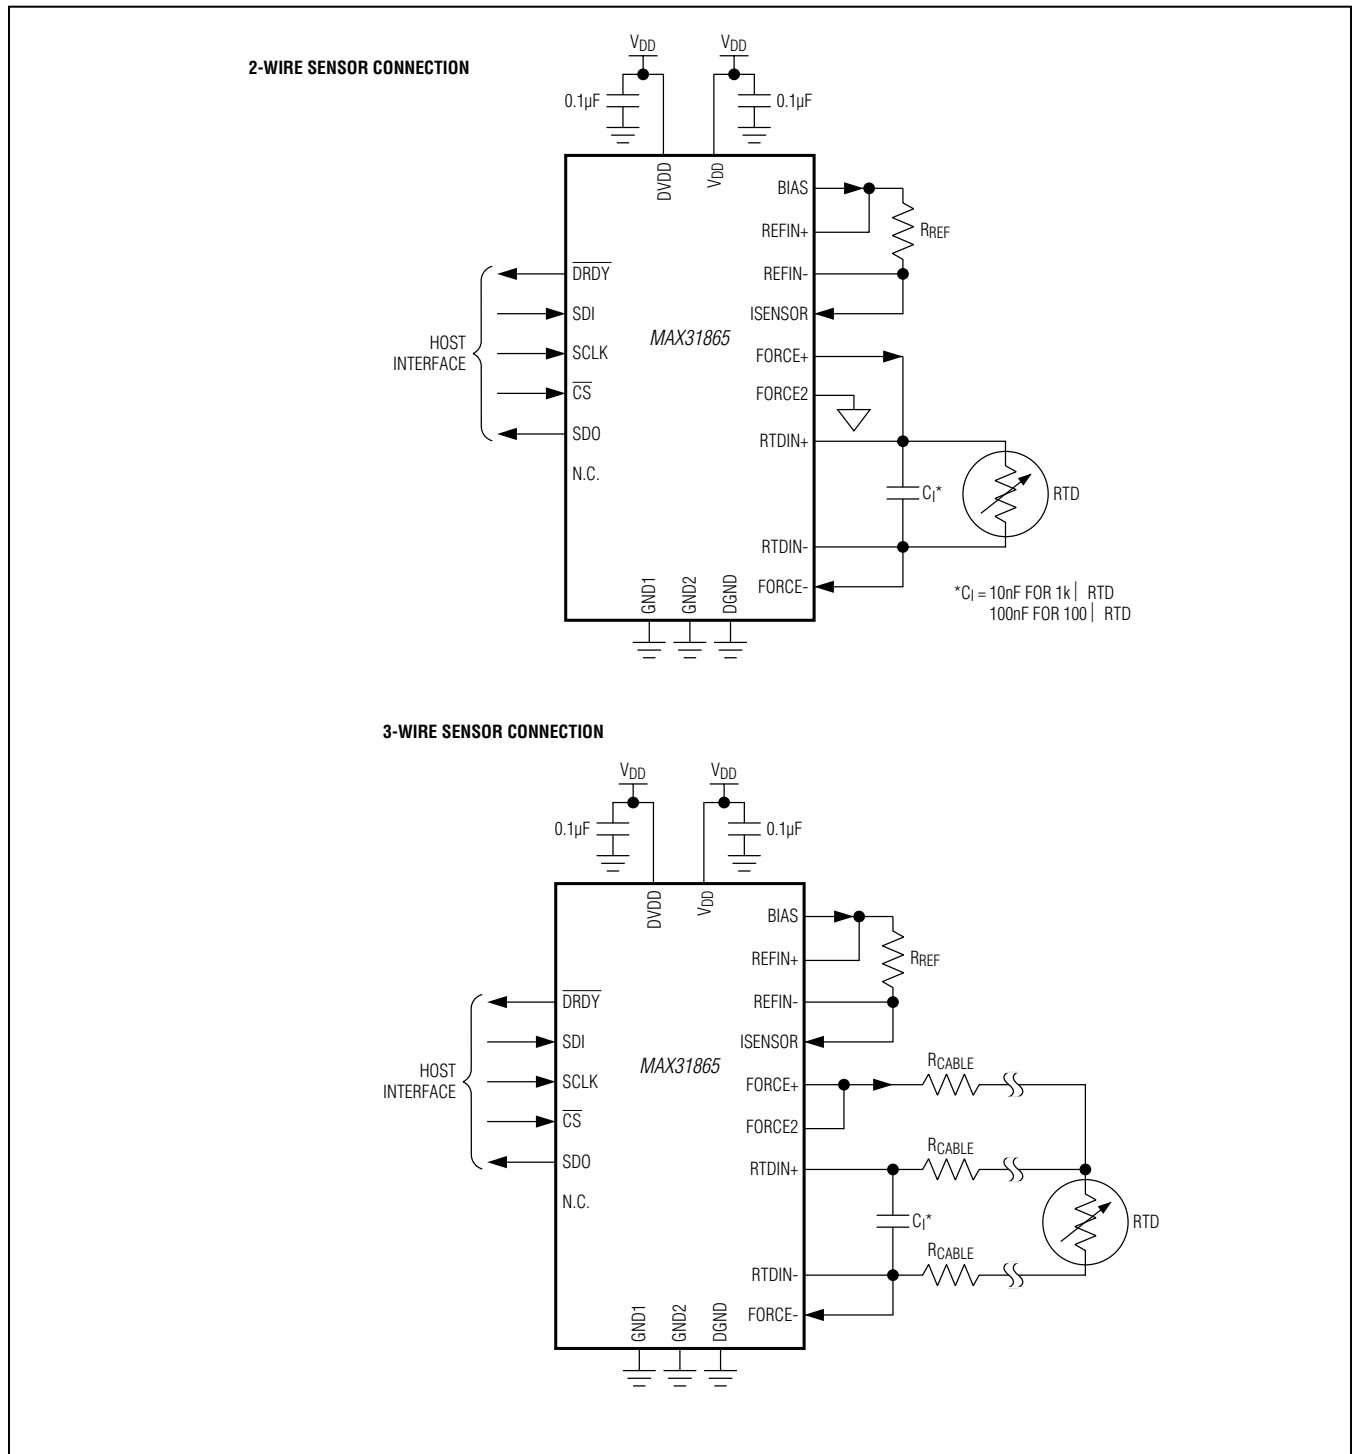 2-WIRE SENSOR CONNECTION
VDD
VDD
0.1µF
0.1µF
DVDD
VDD
BIAS
REFIN+
RREF
REFIN-
ISENSOR
DRDY
SDI
SCLK
CS
SDO
N.C.
HOST
INTERFACE
MAX31865
FORCE+
FORCE2
RTDIN+
CI*
RTD
RTDIN-
FORCE-
GND1
GND2
DGND
*CI = 10nF FOR 1k| RTD
100nF FOR 100| RTD
3-WIRE SENSOR CONNECTION
VDD
VDD
0.1µF
0.1µF
DVDD
VDD
BIAS
REFIN+
RREF
REFIN-
ISENSOR
DRDY
SDI
SCLK
CS
SDO
N.C.
HOST
INTERFACE
MAX31865
FORCE+
RCABLE
FORCE2
RTDIN+
RCABLE
CI*
RTD
RTDIN-
RCABLE
FORCE-
GND1
GND2
DGND